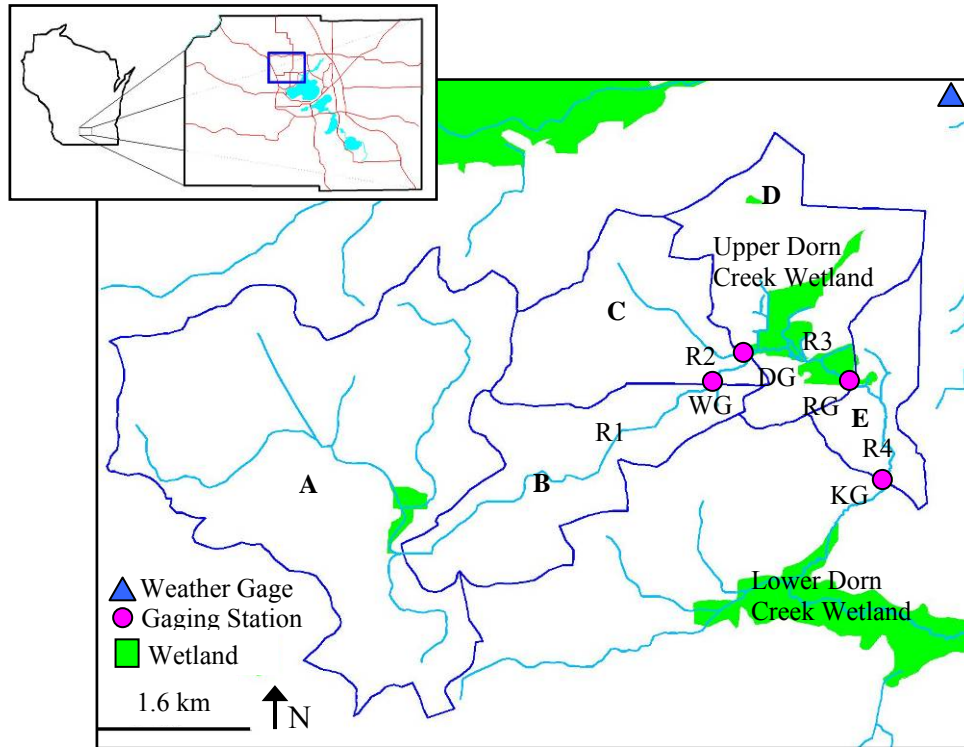 D
Upper Dorn
Creek Wetland
C
R2
R3
DG
WG
RG
E
R1
R4
A
B
KG
Weather Gage
Gaging Station
Wetland
Lower Dorn
Creek Wetland
1.6 km
N